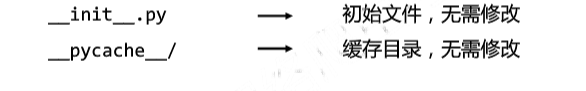 __init__.py → 初始文件，无需修改
__pycache__/ → 缓存目录，无需修改